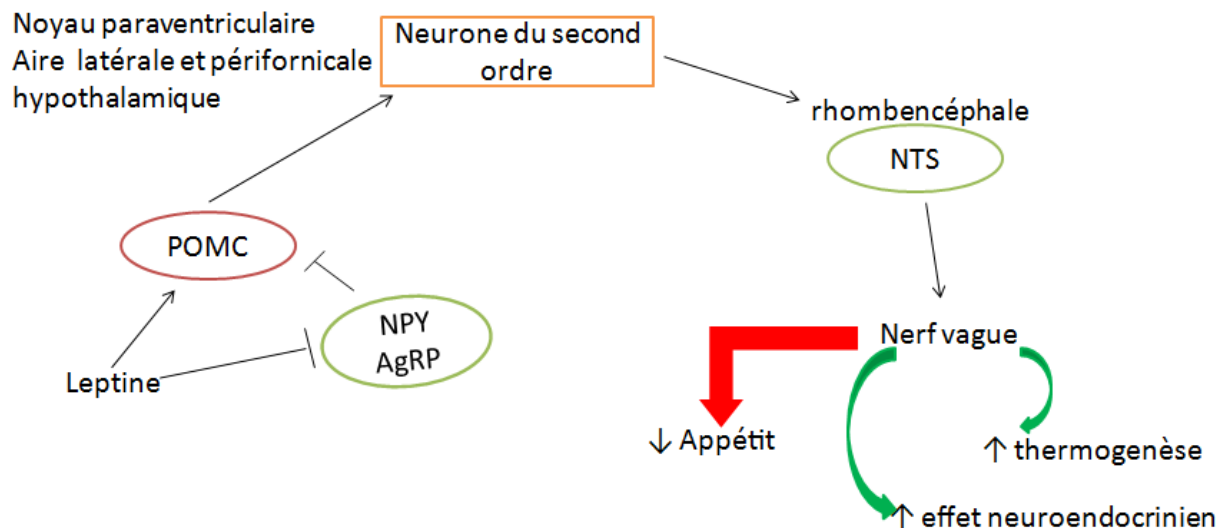 Noyau paraventriculaire
Aire latérale et périfornicale
hypothalamique
Neurone du second
ordre
rhombencéphale
NTS
POMC
NPY
AgRP
Leptine
Nerf vague
↓ Appétit
↑ thermogenèse
↑ effet neuroendocrinien